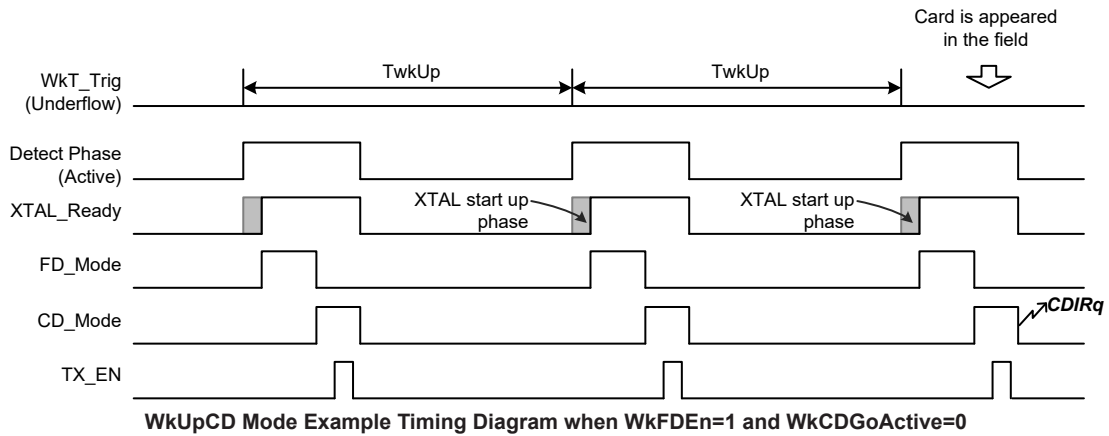 Card is appeared
in the field
WkT_Trig
(Underflow)
TwkUp
TwkUp
Detect Phase
(Active)
XTAL_Ready
XTAL start up
phase
XTAL start up
phase
FD_Mode
CD_Mode
CDIRq
TX_EN
WkUpCD Mode Example Timing Diagram when WkFDEn=1 and WkCDGoActive=0